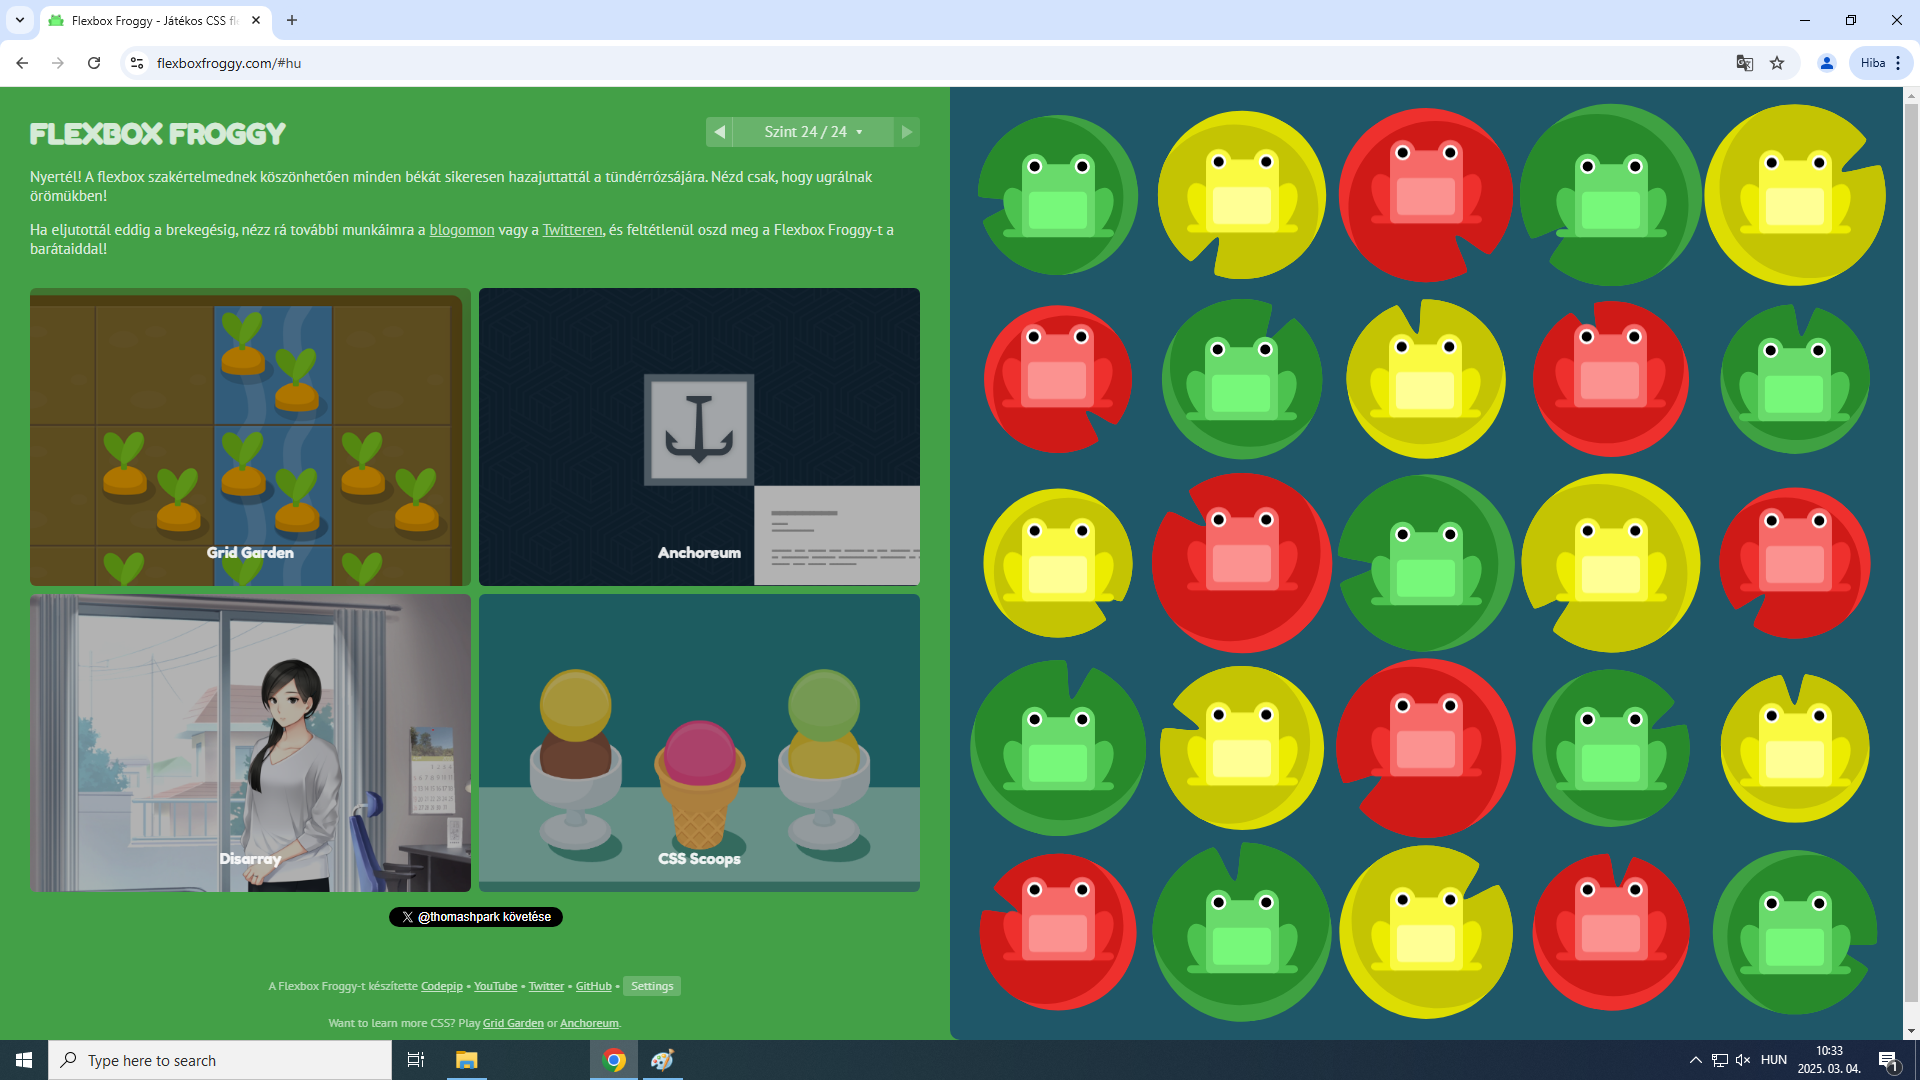 Flexbox Froggy - Játékos CSS fl
flexboxfroggy.com/#hu
Hiba
FLEXBOX FROGGY
Szint 24 / 24
Nyertél! A flexbox szakértelmednek köszönhetően minden békát sikeresen hazajuttattál a tündérrózsájára. Nézd csak, hogy ugrálnak
örömükben!
Ha eljutottál eddig a brekegésig, nézz rá további munkáimra a blogomon vagy a Twitteren, és feltétlenül oszd meg a Flexbox Froggy-t a
barátaiddal!
Grid Garden
Anchoreum
Disarray
CSS Scoops
@thomashpark követése
A Flexbox Froggy-t készítette Codepip • YouTube • Twitter • GitHub • Settings
Want to learn more CSS? Play Grid Garden or Anchoreum.
Type here to search
HUN
10:33
2025. 03. 04.
1